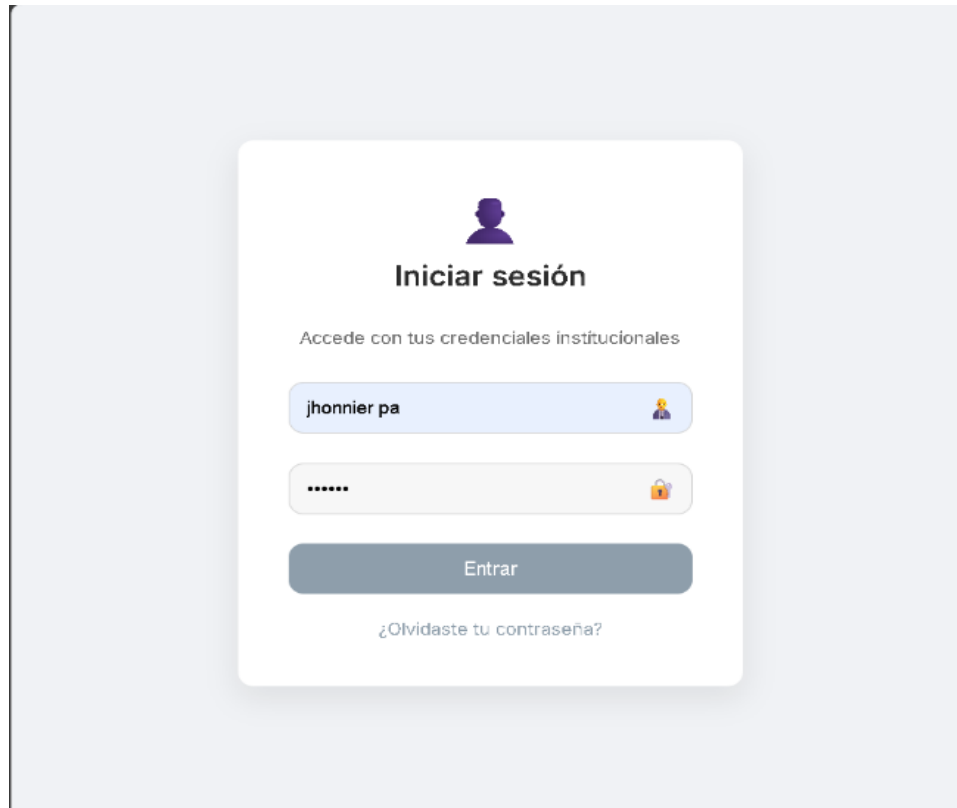 Iniciar sesión
Accede con tus credenciales institucionales
jhonnier pa
••••••
Entrar
¿Olvidaste tu contraseña?